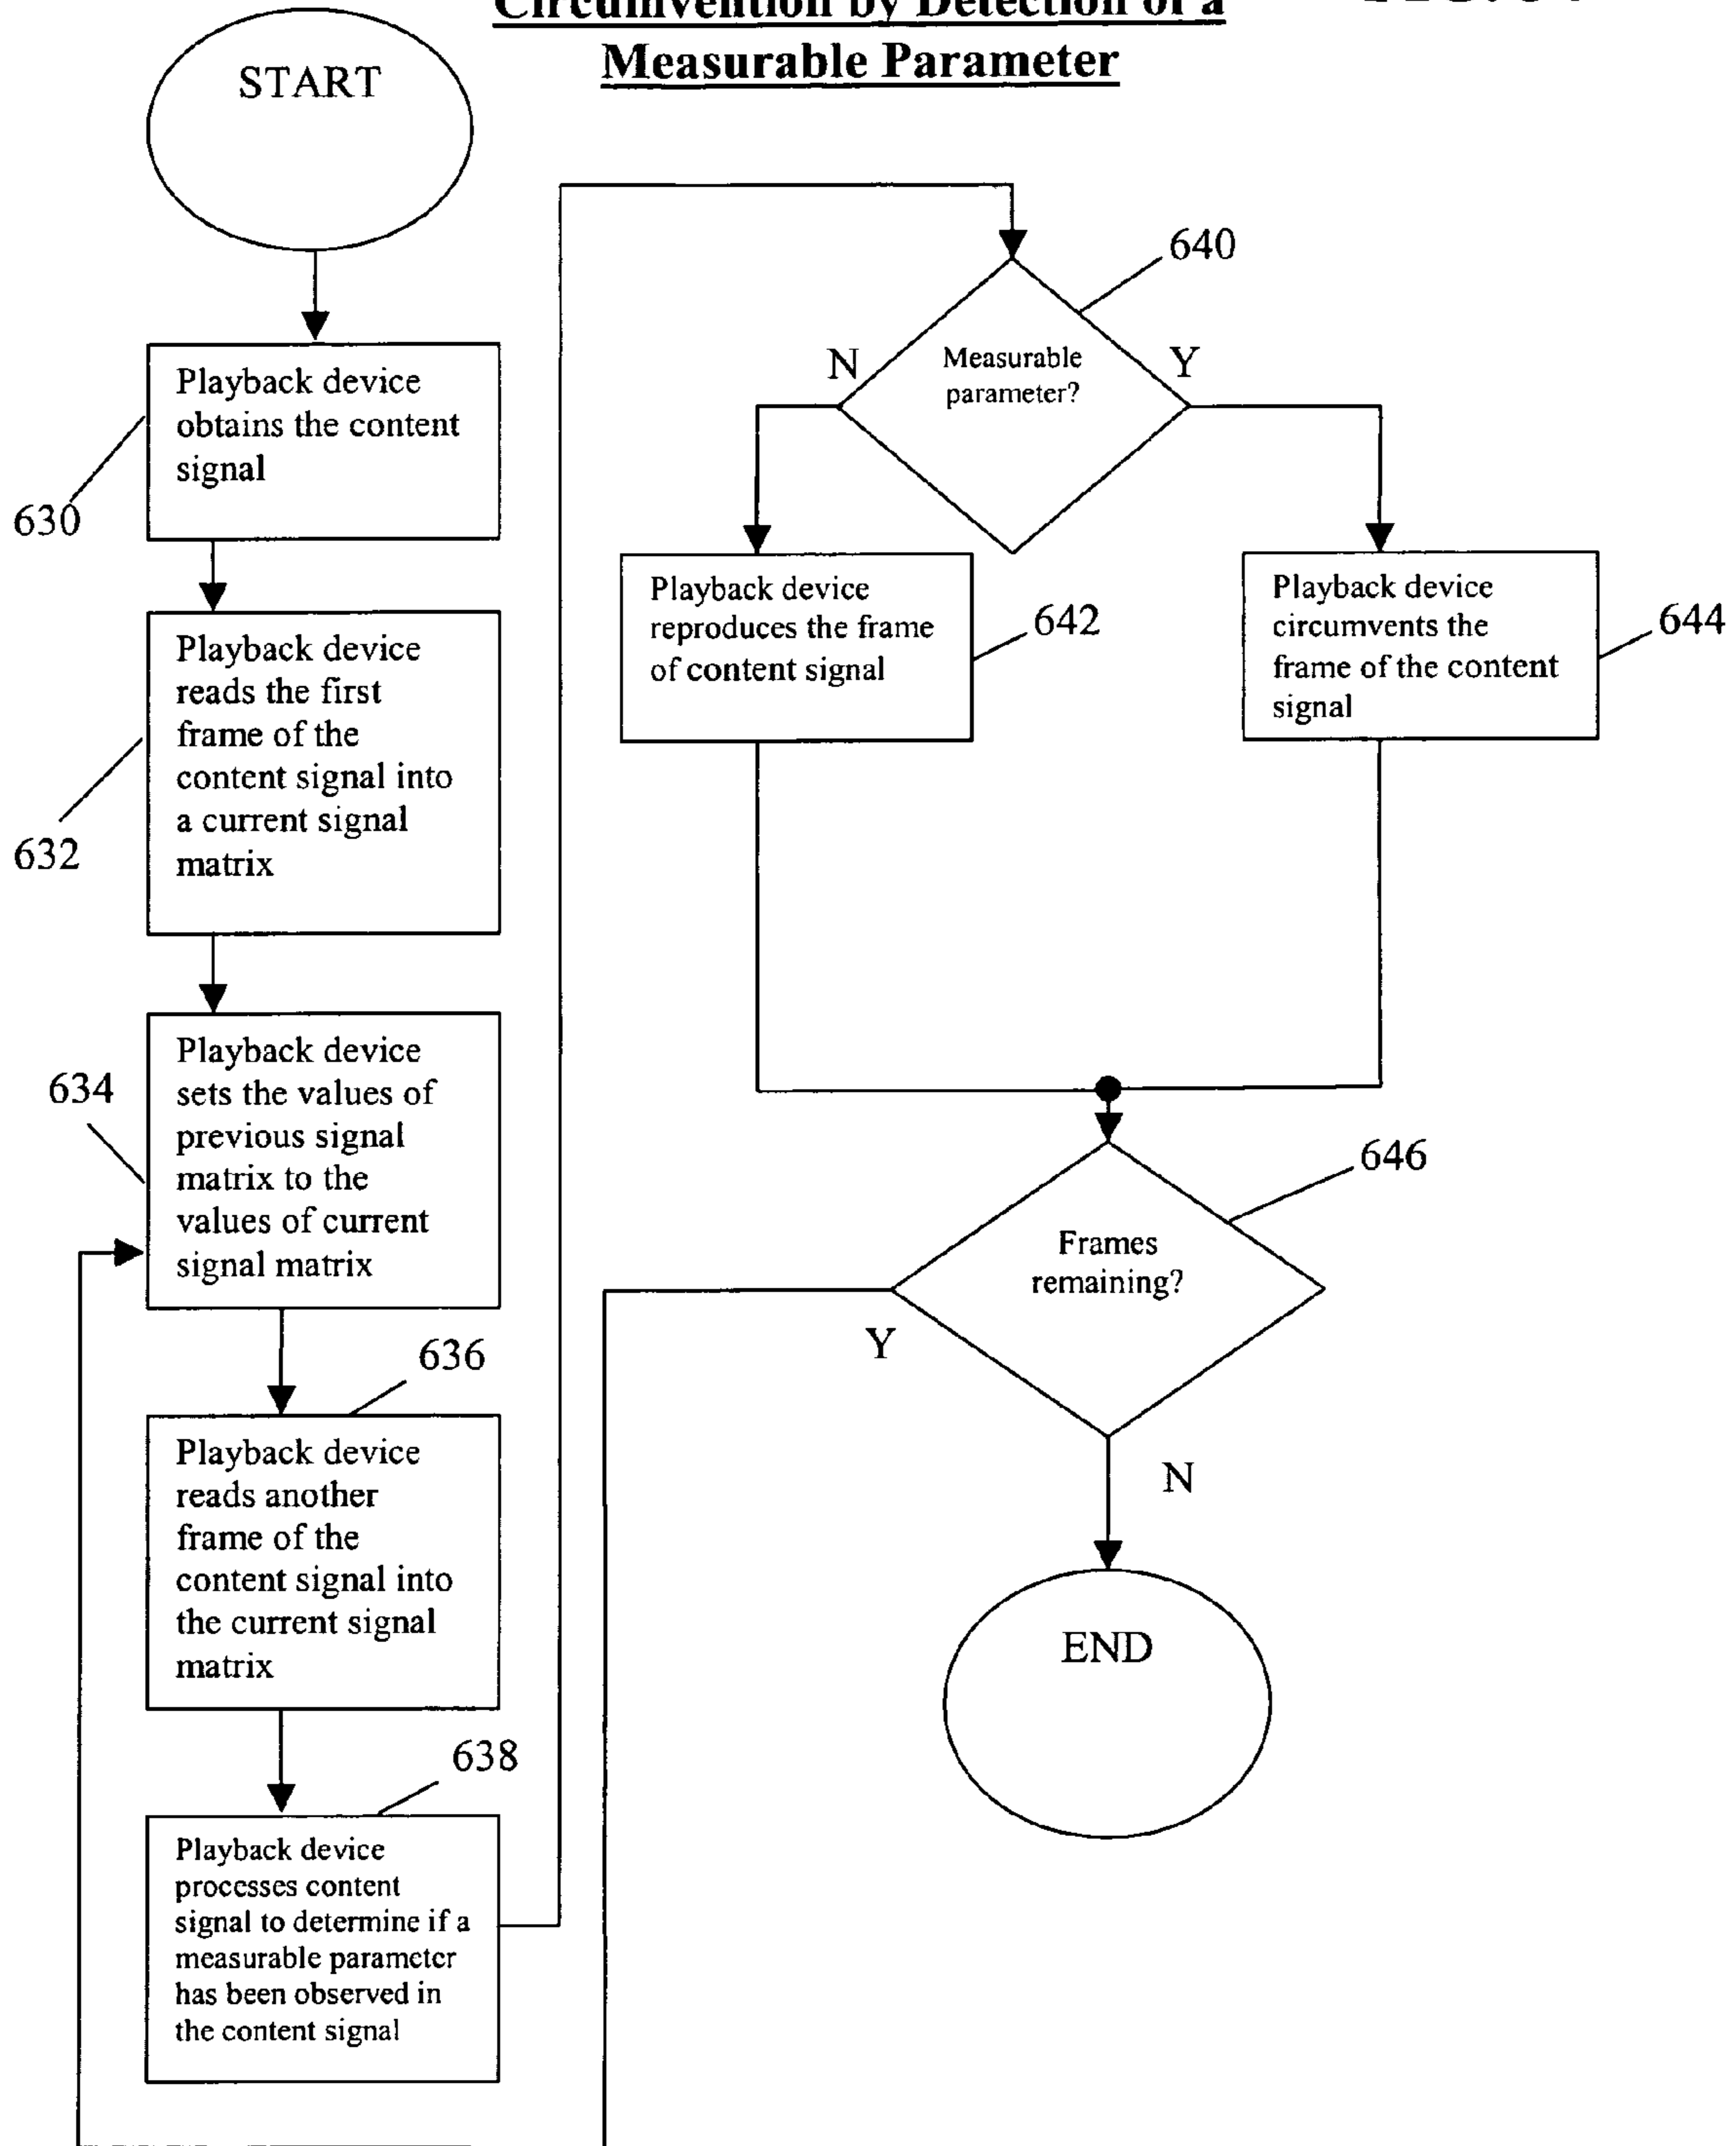 Circumvention by Detection of a
Measurable Parameter
START
630
Playback device
obtains the content
signal
632
Playback device
reads the first
frame of the
content signal into
a current signal
matrix
634
Playback device
sets the values of
previous signal
matrix to the
values of current
signal matrix
636
Playback device
reads another
frame of the
content signal into
the current signal
matrix
638
Playback device
processes content
signal to determine if a
measurable parameter
has been observed in
the content signal
640
N
Measurable
parameter?
Y
Playback device
reproduces the frame
of content signal
642
Playback device
circumvents the
frame of the content
signal
644
646
Frames
remaining?
Y
N
END